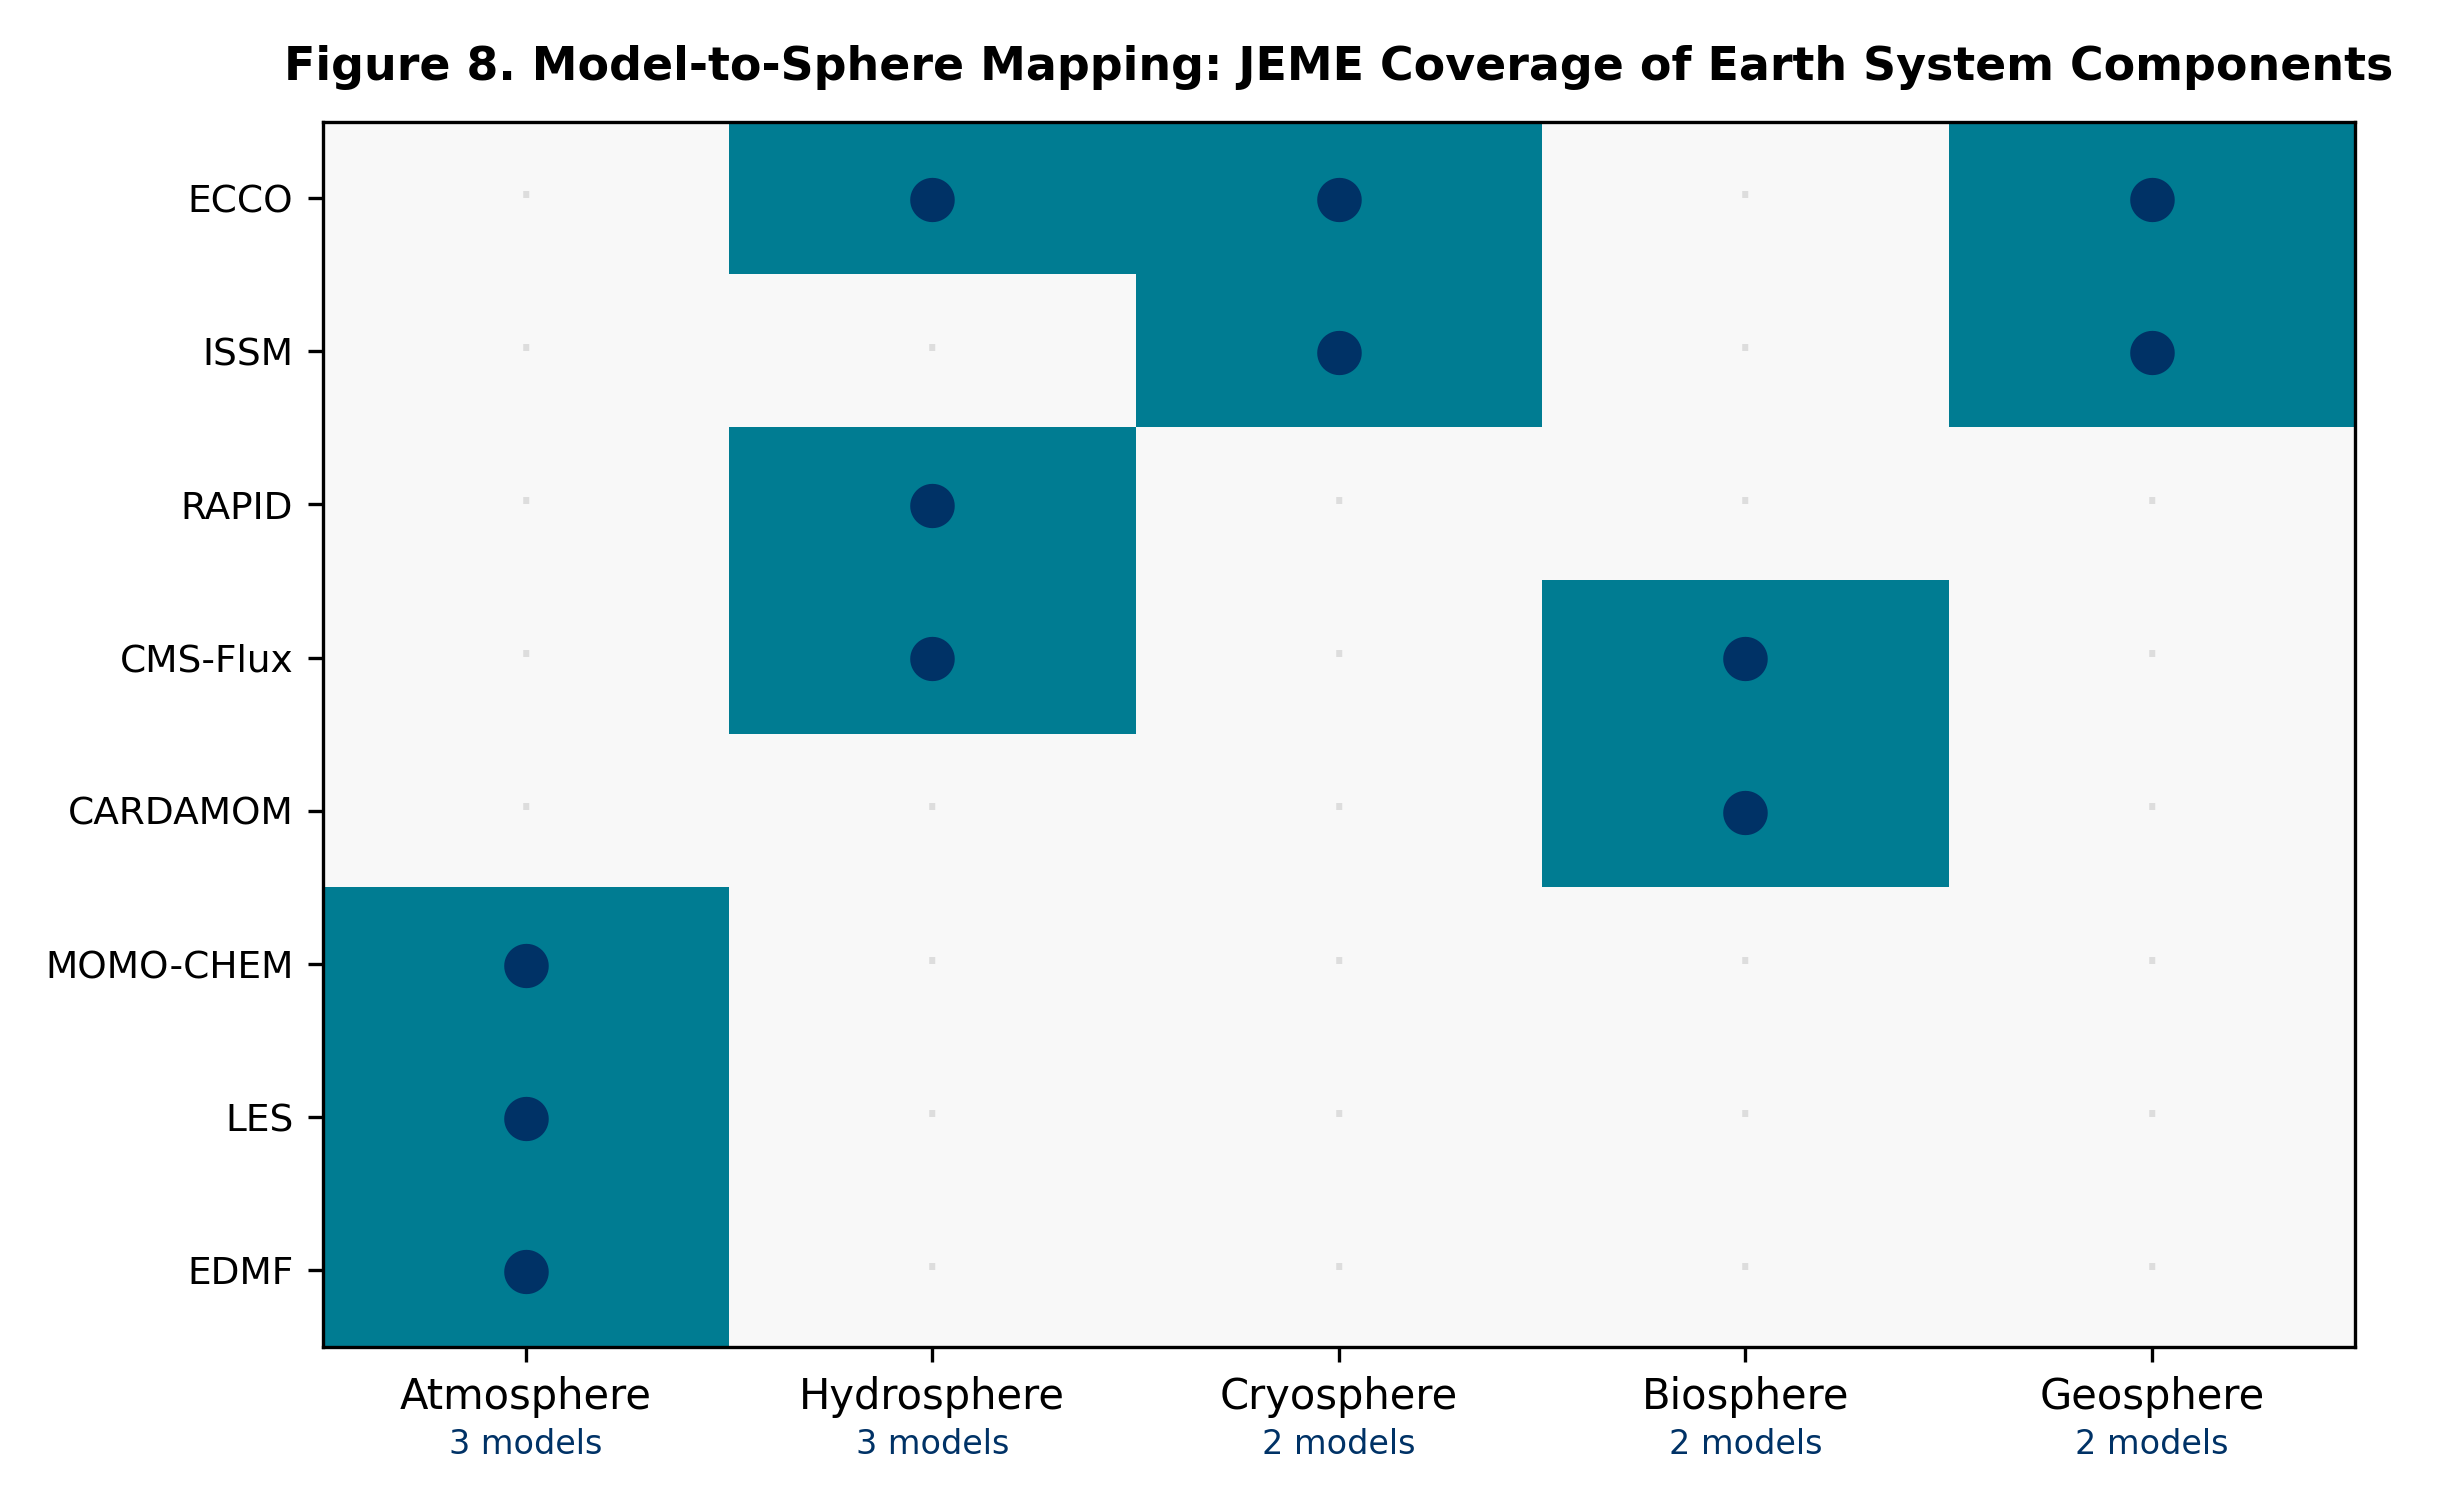 Figure 8. Model-to-Sphere Mapping: JEME Coverage of Earth System Components
ECCO
ISSM
RAPID
CMS-Flux
CARDAMOM
MOMO-CHEM
LES
EDMF
Atmosphere
Hydrosphere
Cryosphere
Biosphere
Geosphere
3 models
3 models
2 models
2 models
2 models